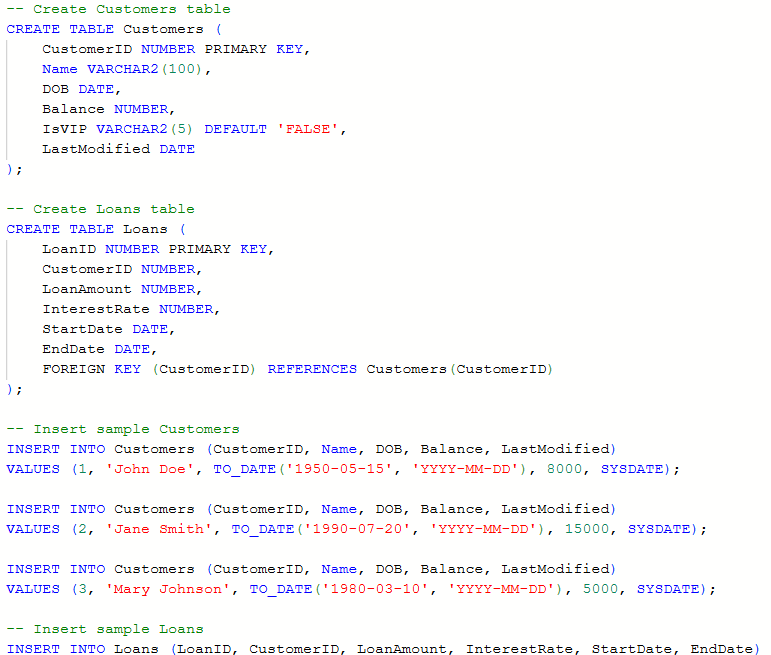 -- Create Customers table
CREATE TABLE Customers (
    CustomerID NUMBER PRIMARY KEY,
    Name VARCHAR2(100),
    DOB DATE,
    Balance NUMBER,
    IsVIP VARCHAR2(5) DEFAULT 'FALSE',
    LastModified DATE
);

-- Create Loans table
CREATE TABLE Loans (
    LoanID NUMBER PRIMARY KEY,
    CustomerID NUMBER,
    LoanAmount NUMBER,
    InterestRate NUMBER,
    StartDate DATE,
    EndDate DATE,
    FOREIGN KEY (CustomerID) REFERENCES Customers(CustomerID)
);

-- Insert sample Customers
INSERT INTO Customers (CustomerID, Name, DOB, Balance, LastModified)
VALUES (1, 'John Doe', TO_DATE('1950-05-15', 'YYYY-MM-DD'), 8000, SYSDATE);

INSERT INTO Customers (CustomerID, Name, DOB, Balance, LastModified)
VALUES (2, 'Jane Smith', TO_DATE('1990-07-20', 'YYYY-MM-DD'), 15000, SYSDATE);

INSERT INTO Customers (CustomerID, Name, DOB, Balance, LastModified)
VALUES (3, 'Mary Johnson', TO_DATE('1980-03-10', 'YYYY-MM-DD'), 5000, SYSDATE);

-- Insert sample Loans
INSERT INTO Loans (LoanID, CustomerID, LoanAmount, InterestRate, StartDate, EndDate)